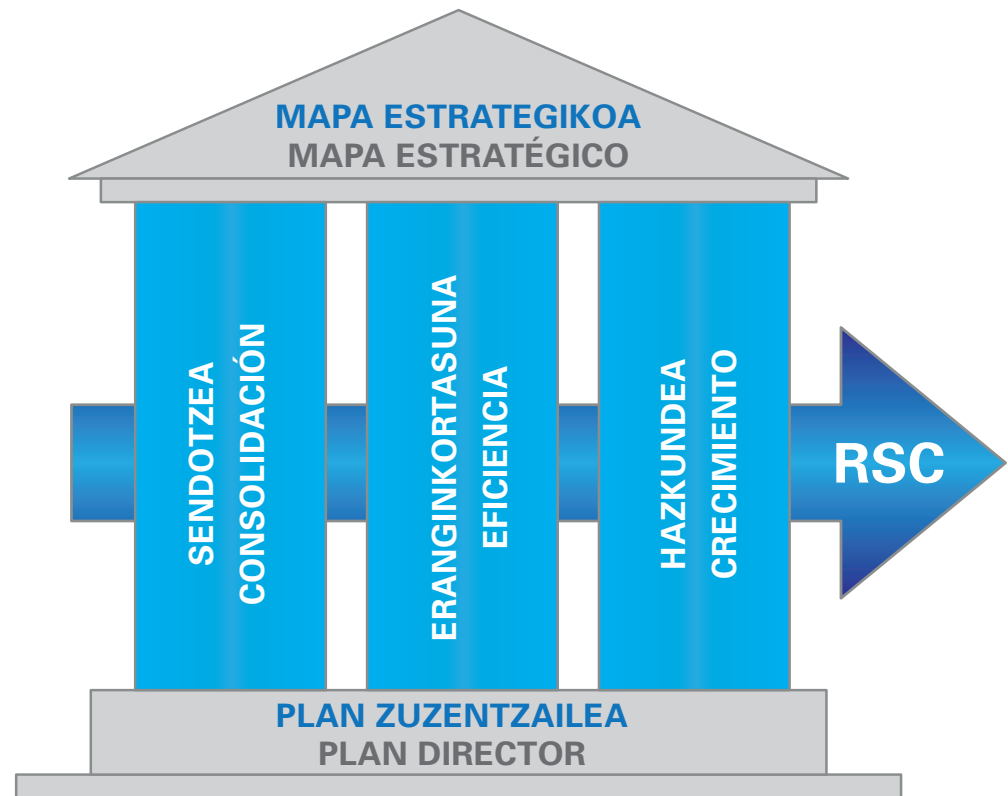 MAPA ESTRATEGIKOA
MAPA ESTRATÉGICO
SENDOTZEA
CONSOLIDACIÓN
ERANGINKORTASUNA
EFICIENCIA
HAZKUNDEA
CRECIMIENTO
RSC
PLAN ZUZENTZAILEA
PLAN DIRECTOR